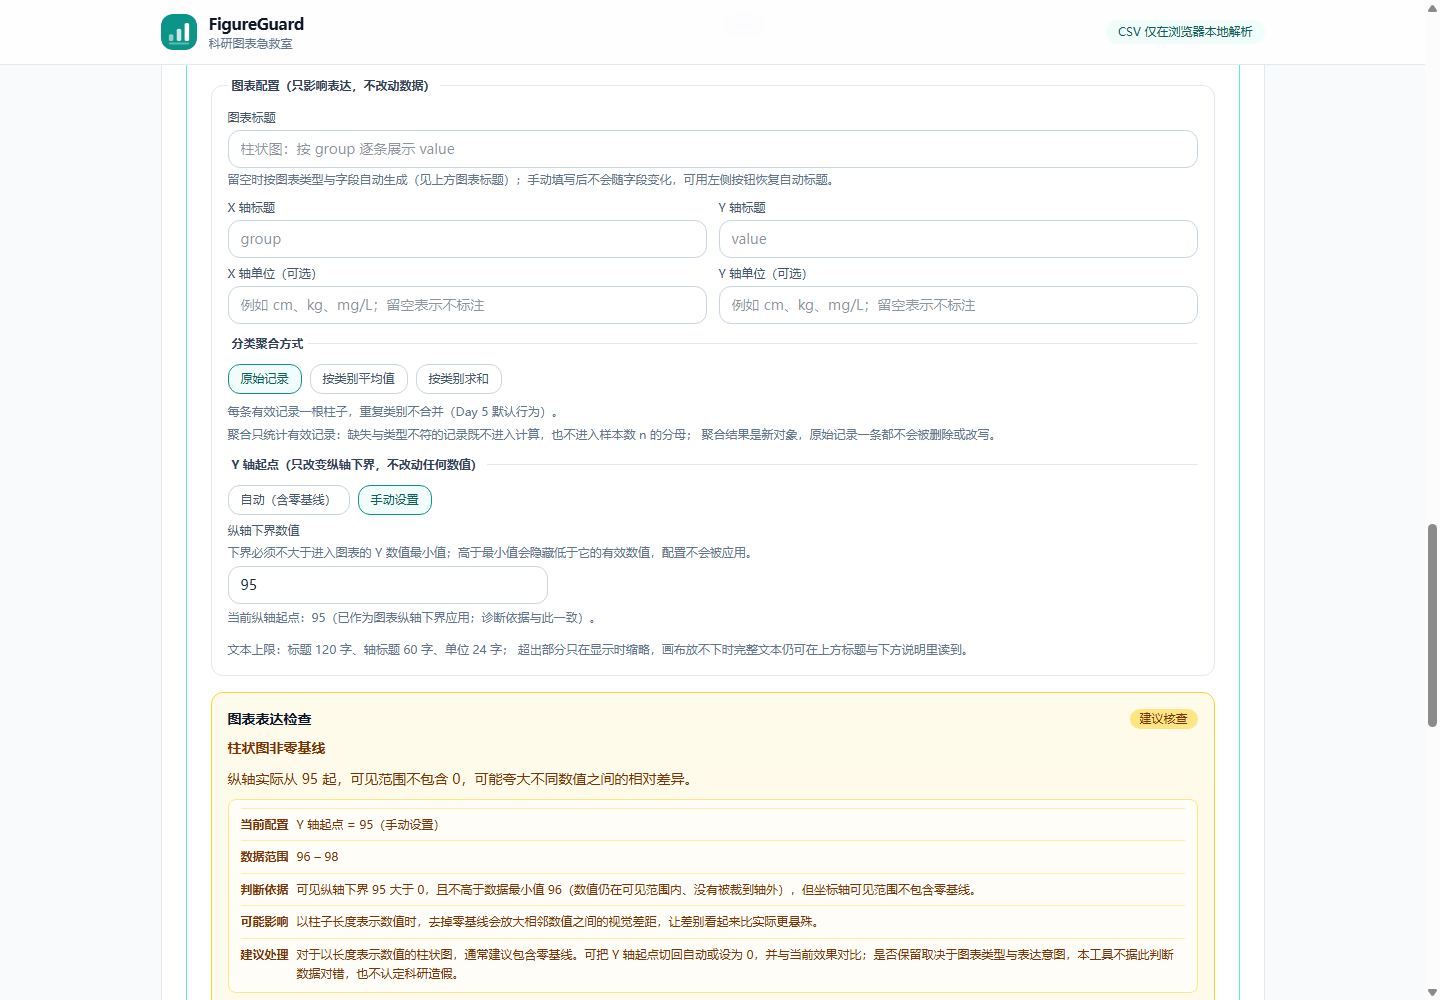 FigureGuard
科研图表急救室
CSV 仅在浏览器本地解析
图表配置（只影响表达，不改动数据）
图表标题
柱状图：按 group 逐条展示 value
留空时按图表类型与字段自动生成（见上方图表标题）；手动填写后不会随字段变化，可用左侧按钮恢复自动标题。
X 轴标题
Y 轴标题
group
value
X 轴单位（可选）
Y 轴单位（可选）
例如 cm、kg、mg/L；留空表示不标注
例如 cm、kg、mg/L；留空表示不标注
分类聚合方式
原始记录
按类别平均值
按类别求和
每条有效记录一根柱子，重复类别不合并（Day 5 默认行为）。
聚合只统计有效记录：缺失与类型不符的记录既不进入计算，也不进入样本数 n 的分母； 聚合结果是新对象，原始记录一条都不会被删除或改写。
Y 轴起点（只改变纵轴下界，不改动任何数值）
自动（含零基线）
手动设置
纵轴下界数值
下界必须不大于进入图表的 Y 数值最小值；高于最小值会隐藏低于它的有效数值，配置不会被应用。
95
当前纵轴起点：95（已作为图表纵轴下界应用；诊断依据与此一致）。
文本上限：标题 120 字、轴标题 60 字、单位 24 字； 超出部分只在显示时缩略，画布放不下时完整文本仍可在上方标题与下方说明里读到。
图表表达检查
建议核查
柱状图非零基线
纵轴实际从 95 起，可见范围不包含 0，可能夸大不同数值之间的相对差异。
当前配置 Y 轴起点 = 95（手动设置）
数据范围 96 – 98
判断依据 可见纵轴下界 95 大于 0，且不高于数据最小值 96（数值仍在可见范围内、没有被裁到轴外），但坐标轴可见范围不包含零基线。
可能影响 以柱子长度表示数值时，去掉零基线会放大相邻数值之间的视觉差距，让差别看起来比实际更悬殊。
建议处理 对于以长度表示数值的柱状图，通常建议包含零基线。可把 Y 轴起点切回自动或设为 0，并与当前效果对比；是否保留取决于图表类型与表达意图，本工具不据此判断
数据对错，也不认定科研造假。